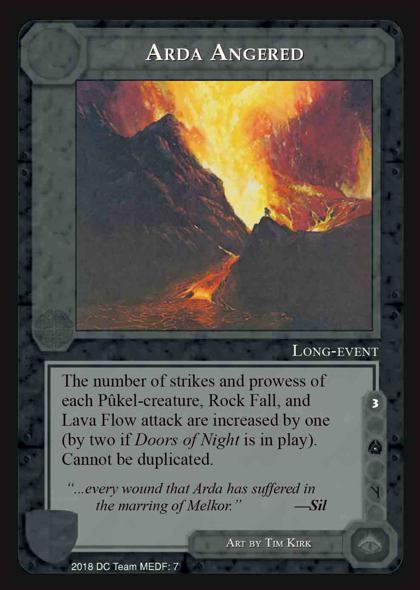 ARDA ANGERED
LONG-EVENT
The number of strikes and prowess of
each Pûkel-creature, Rock Fall, and
Lava Flow attack are increased by one
(by two if Doors of Night is in play).
Cannot be duplicated.
3
“...every wound that Arda has suffered in
the marring of Melkor.” —Sil
ART BY TIM KIRK
2018 DC Team MEDF: 7